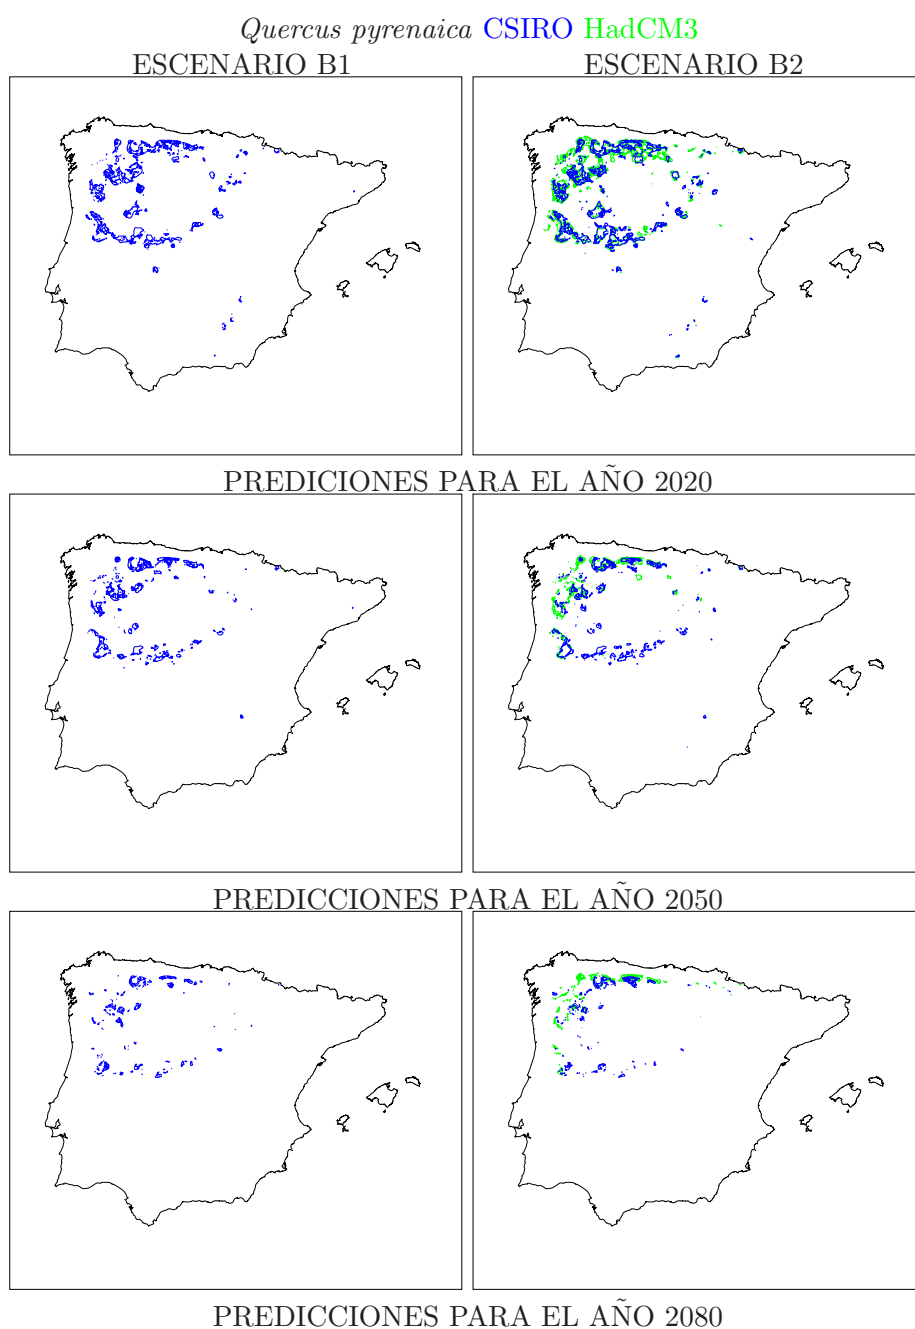 Quercus pyrenaica CSIRO HadCM3
ESCENARIO B1 ESCENARIO B2
PREDICIONES PARA EL AÑO 2020
PREDICCIONES PARA EL AÑO 2050
PREDICCIONES PARA EL AÑO 2080